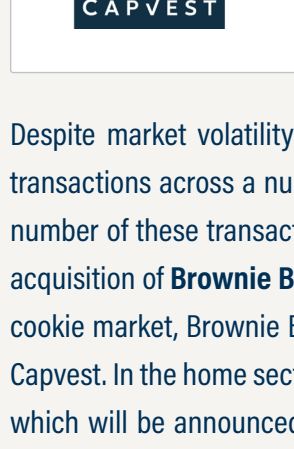 CAPVEST
Despite market volatility
transactions across a nu
number of these transact
acquisition of Brownie B
cookie market, Brownie B
Capvest. In the home sect
which will be announced